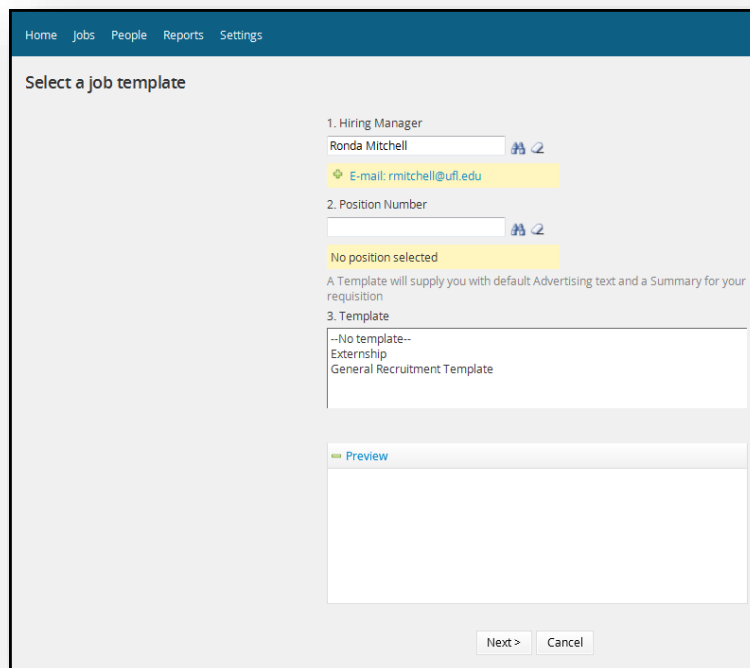 Home Jobs People Reports Settings
Select a job template
1. Hiring Manager
Ronda Mitchell
E-mail: rmitchell@ufl.edu
2. Position Number
No position selected
A Template will supply you with default Advertising text and a Summary for your
requisition
3. Template
--No template--
Externship
General Recruitment Template
Preview
Next > Cancel